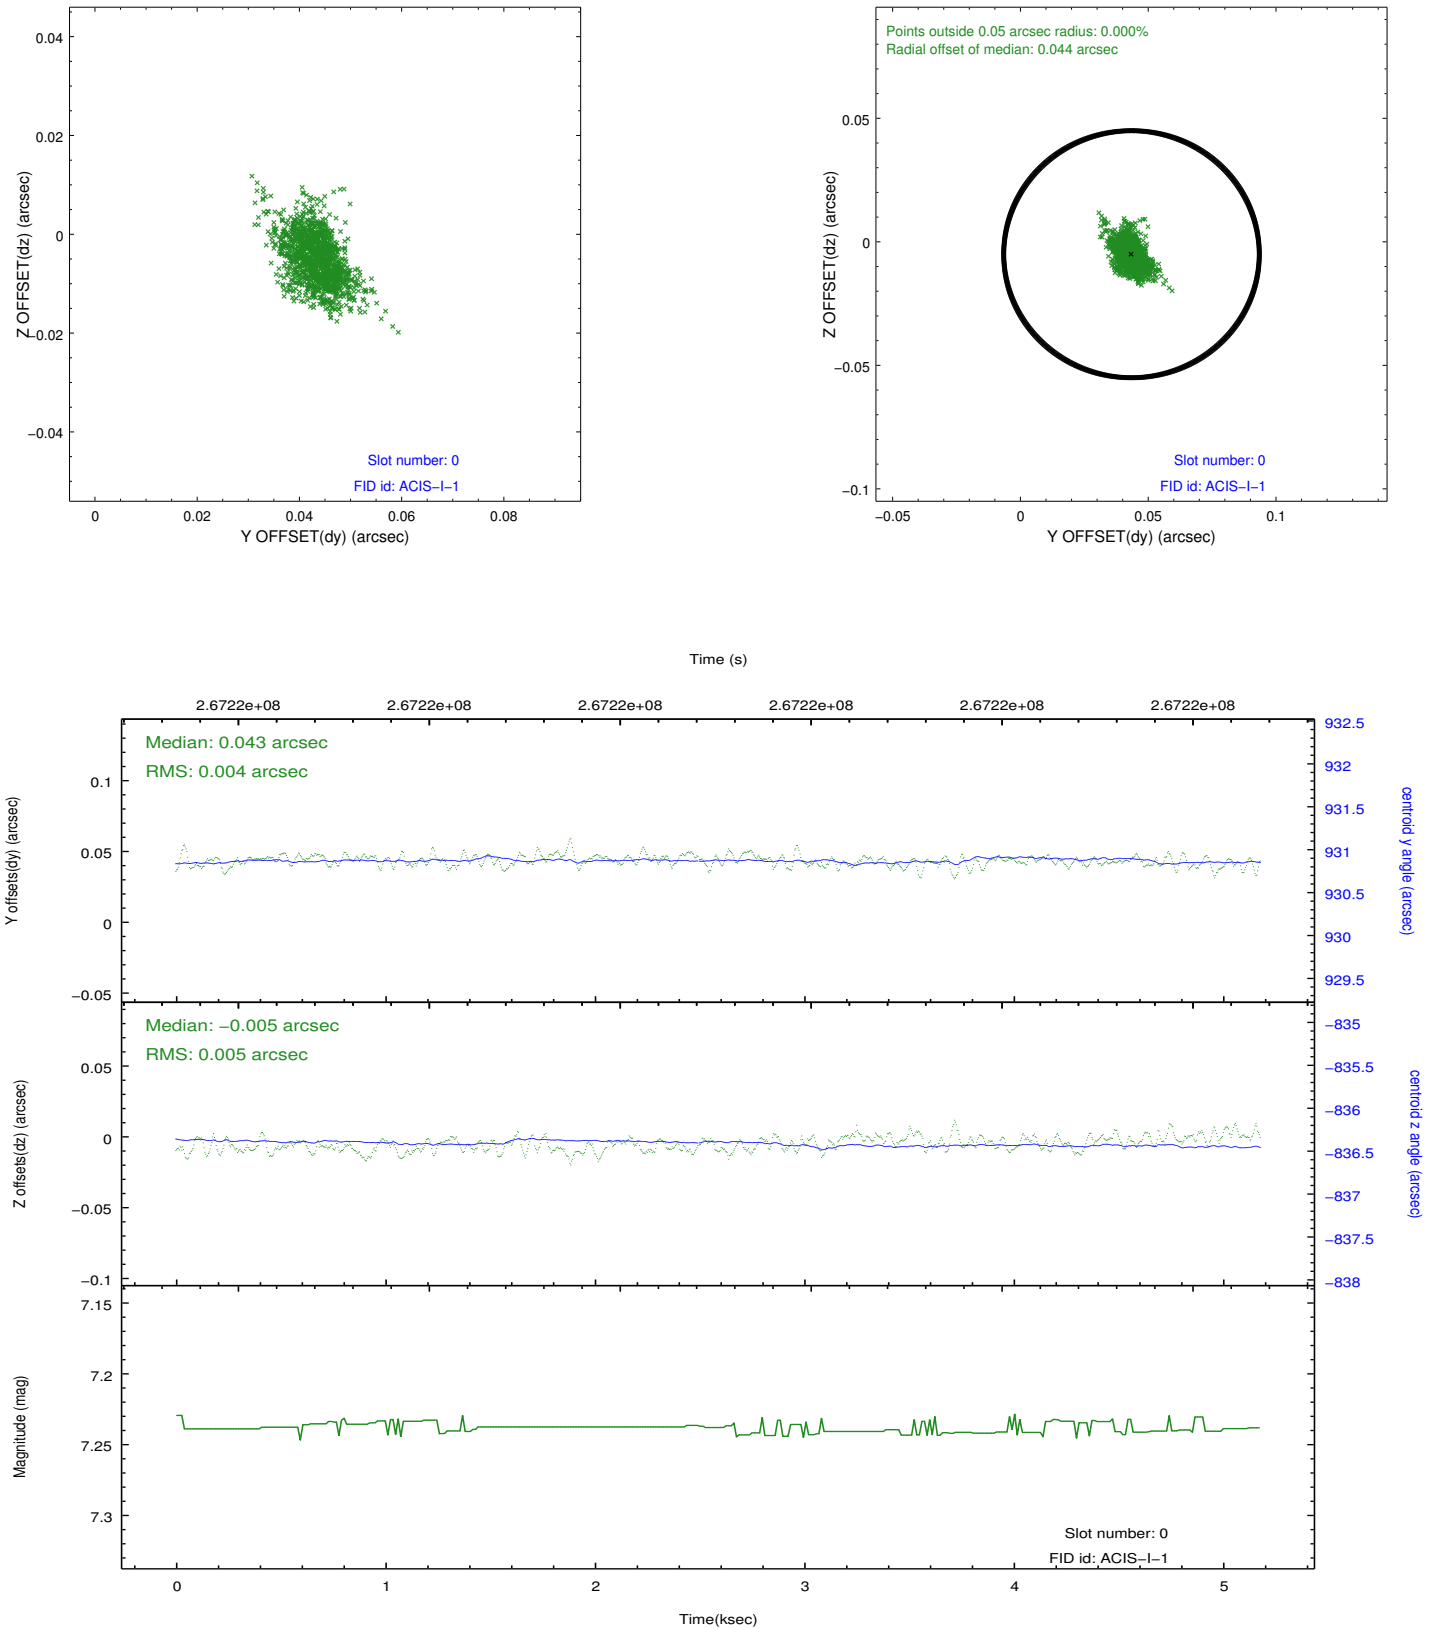 0.04
0.02
0
−0.02
−0.04
Z OFFSET(dz) (arcsec)
Slot number: 0
FID id: ACIS−I−1
0
0.02
0.04
0.06
0.08
Y OFFSET(dy) (arcsec)
Points outside 0.05 arcsec radius: 0.000%
Radial offset of median: 0.044 arcsec
0.05
0
−0.05
−0.1
Z OFFSET(dz) (arcsec)
Slot number: 0
FID id: ACIS−I−1
−0.05
0
0.05
0.1
Y OFFSET(dy) (arcsec)
Time (s)
2.6722e+08
2.6722e+08
2.6722e+08
2.6722e+08
2.6722e+08
2.6722e+08
Median: 0.043 arcsec
RMS: 0.004 arcsec
0.1
0.05
0
−0.05
Y offsets(dy) (arcsec)
932.5
932
931.5
931
930.5
930
929.5
centroid y angle (arcsec)
Median: −0.005 arcsec
RMS: 0.005 arcsec
0.05
0
−0.05
−0.1
Z offsets(dz) (arcsec)
−835
−835.5
−836
−836.5
−837
−837.5
−838
centroid z angle (arcsec)
7.15
7.2
7.25
7.3
Magnitude (mag)
Slot number: 0
FID id: ACIS−I−1
0
1
2
3
4
5
Time(ksec)